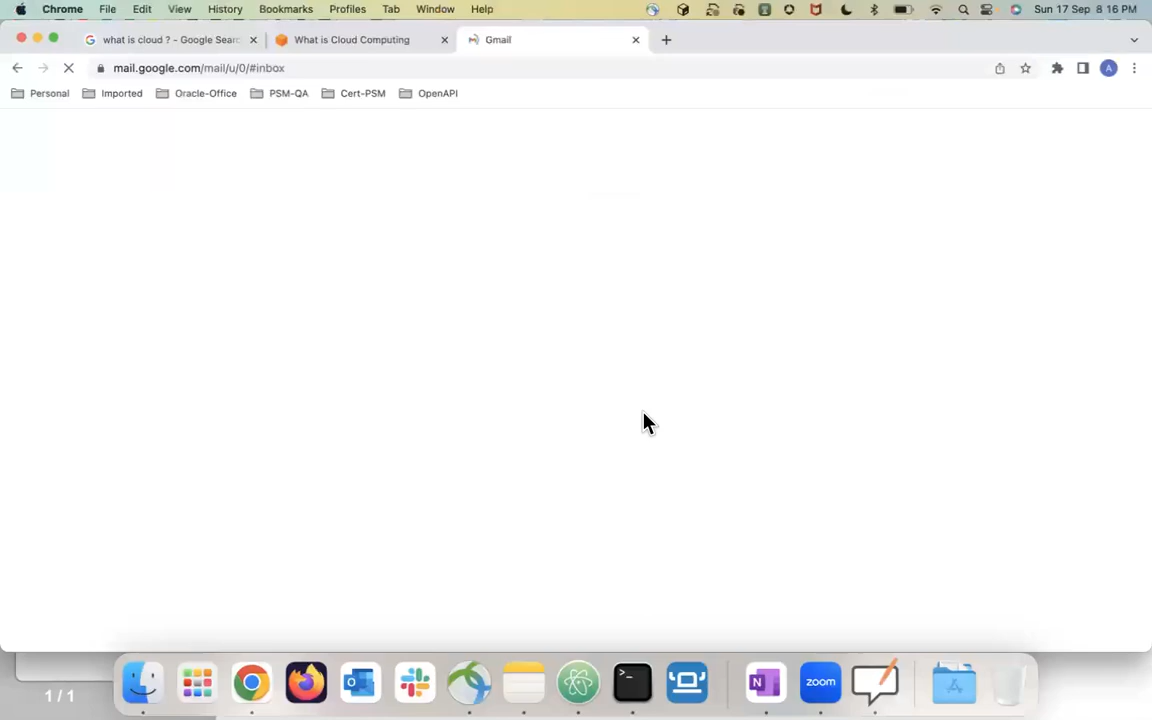 Chrome File Edit View History Bookmarks Profiles Tab Window Help Sun 17 Sep 8 16 PM
what is cloud ? - Google Searc What is Cloud Computing Gmail
mail.google.com/mail/u/0/#inbox A
Personal Imported Oracle-Office PSM-QA Cert-PSM OpenAPI
zoom
1 / 1